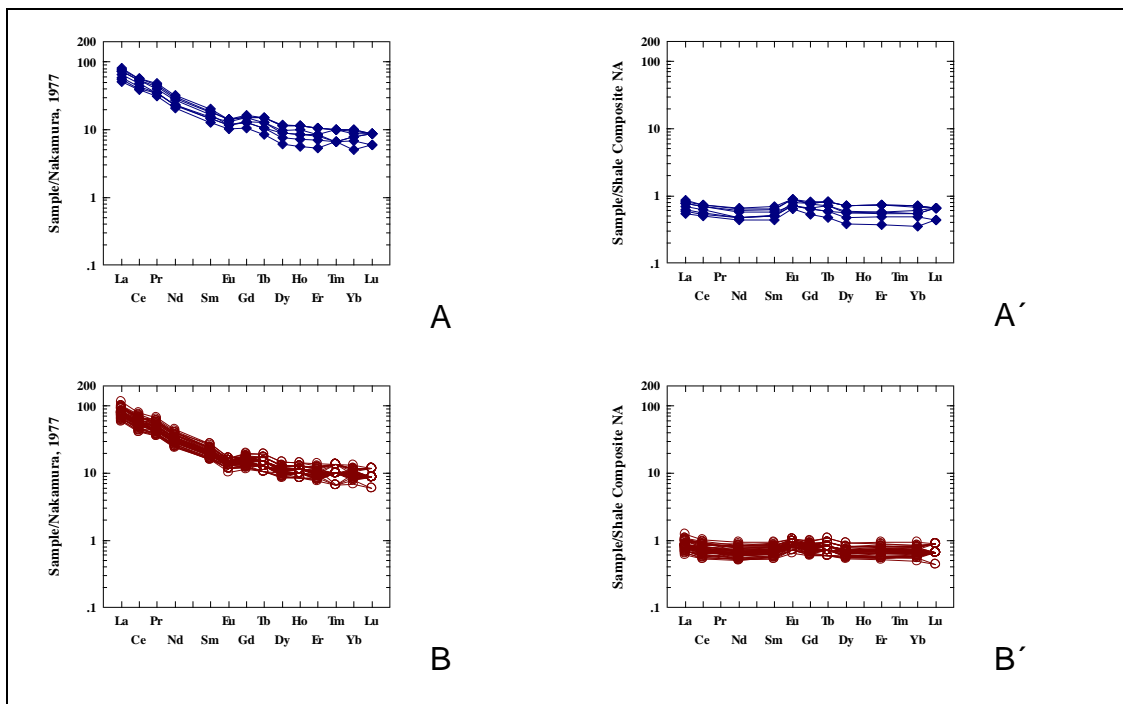 Sample/Nakamura, 1977
200
100
10
1
.1
La Pr Eu Tb Ho Tm Lu
Ce Nd Sm Gd Dy Er Yb
A
Sample/Shale Composite NA
200
100
10
1
.1
La Pr Eu Tb Ho Tm Lu
Ce Nd Sm Gd Dy Er Yb
A´
Sample/Nakamura, 1977
200
100
10
1
.1
La Pr Eu Tb Ho Tm Lu
Ce Nd Sm Gd Dy Er Yb
B
Sample/Shale Composite NA
200
100
10
1
.1
La Pr Eu Tb Ho Tm Lu
Ce Nd Sm Gd Dy Er Yb
B´